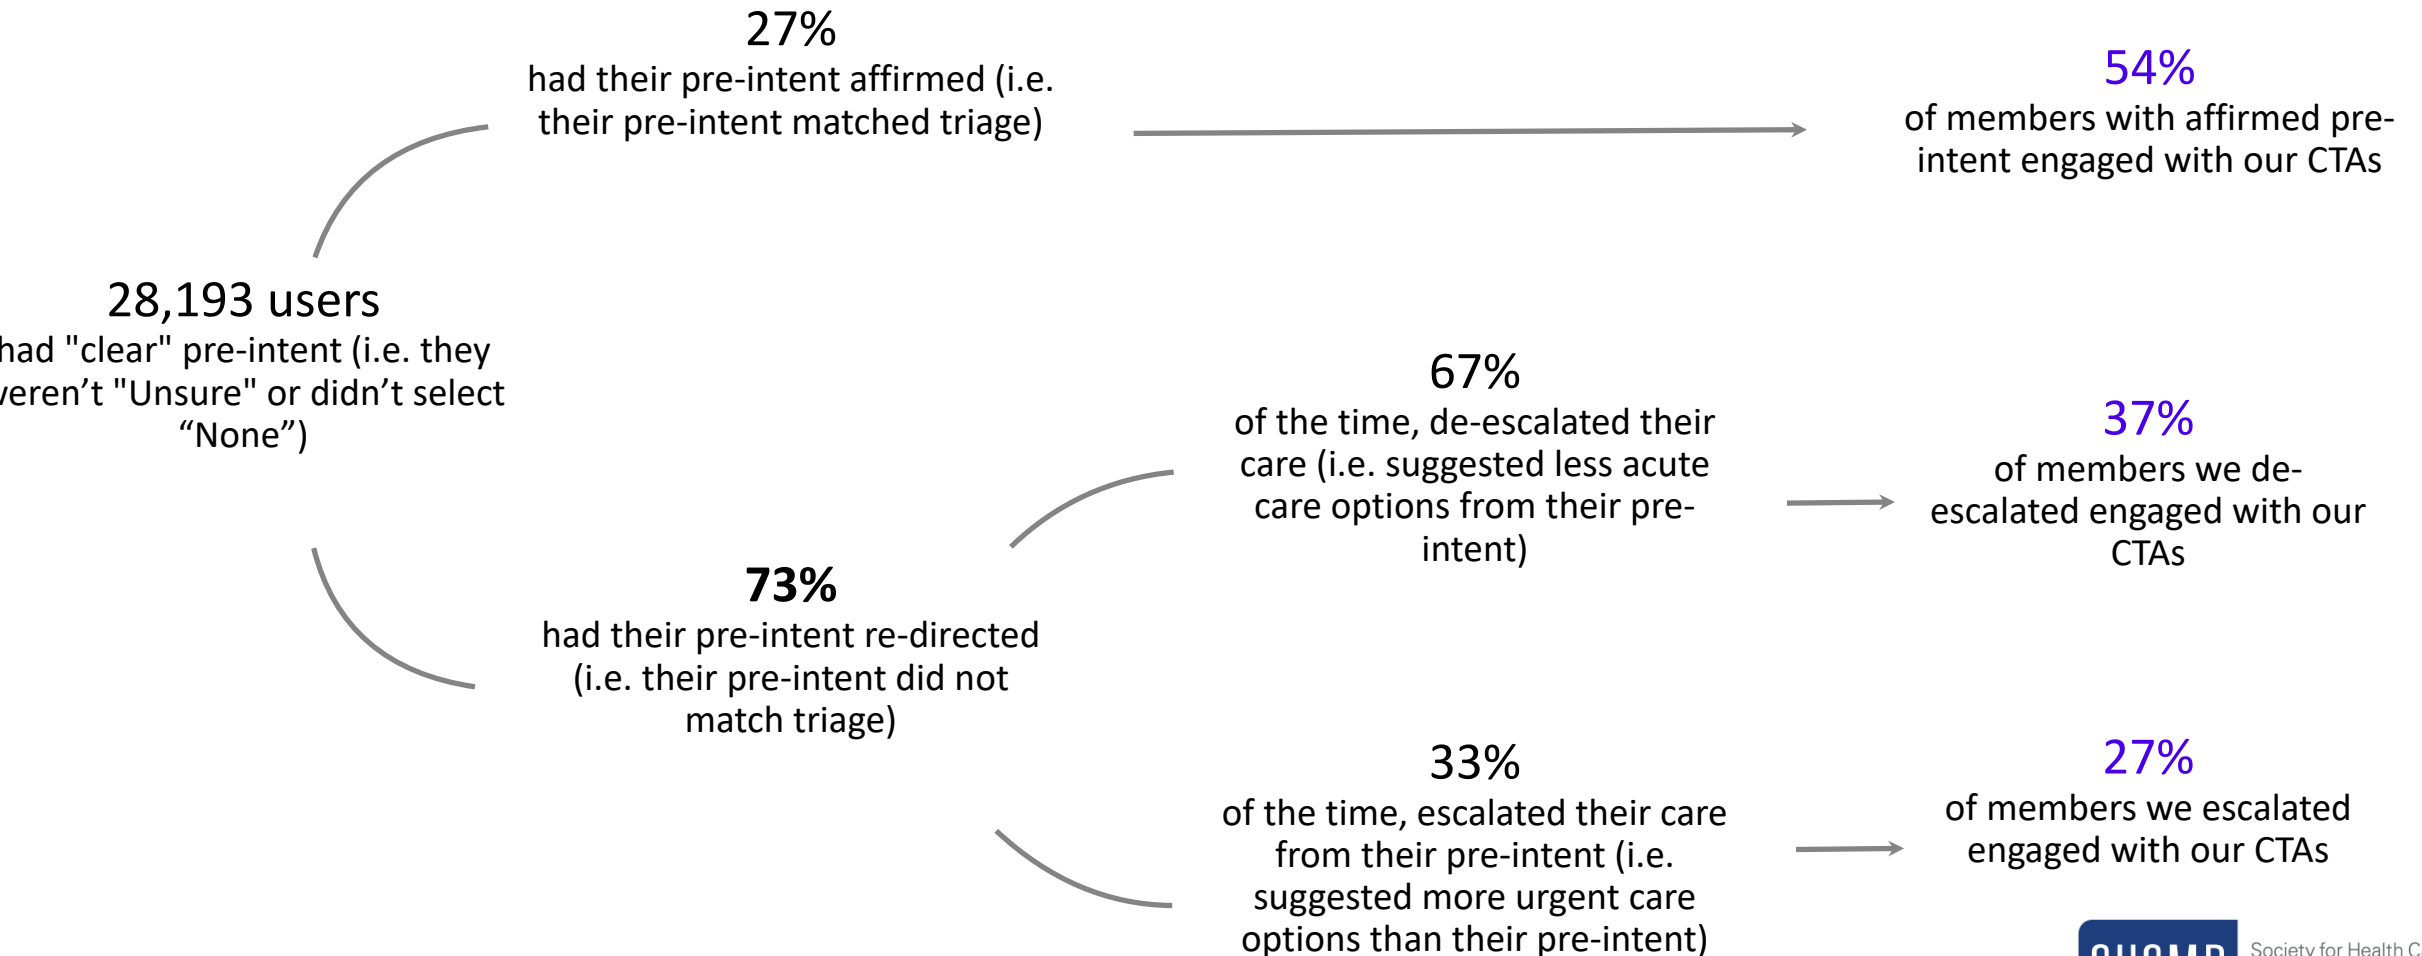 27%
had their pre-intent affirmed (i.e.
their pre-intent matched triage)
54%
of members with affirmed pre-
intent engaged with our CTAs
28,193 users
had "clear" pre-intent (i.e. they
weren’t "Unsure" or didn’t select
“None”)
67%
of the time, de-escalated their
care (i.e. suggested less acute
care options from their pre-
intent)
37%
of members we de-
escalated engaged with our
CTAs
73%
had their pre-intent re-directed
(i.e. their pre-intent did not
match triage)
33%
of the time, escalated their care
from their pre-intent (i.e.
suggested more urgent care
options than their pre-intent)
27%
of members we escalated
engaged with our CTAs
Society for Health